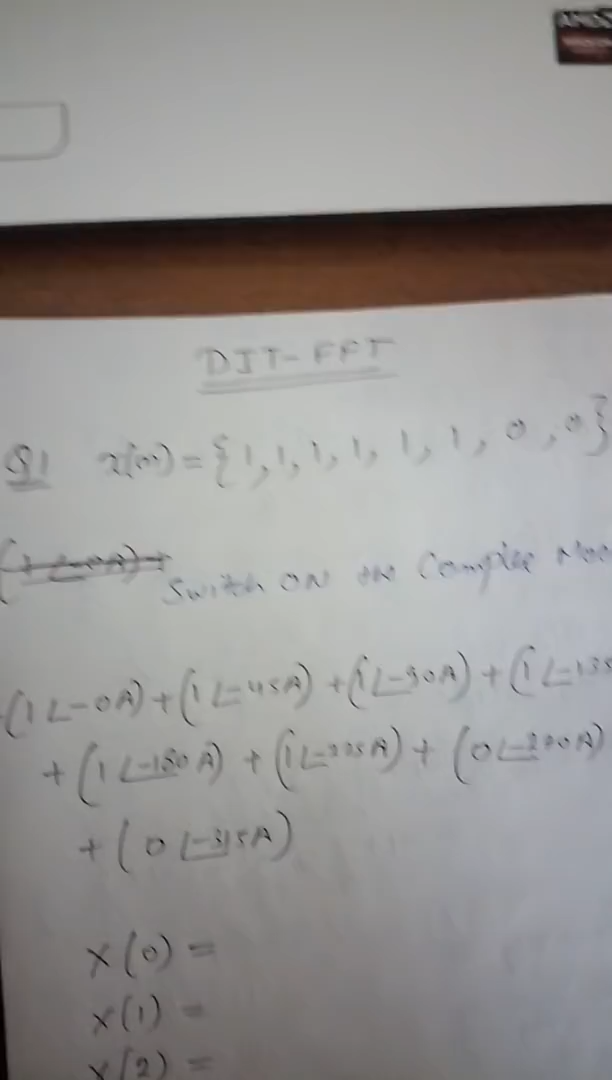 DIT-FFT
Q1 x(n) = {1, 1, 1, 1, 1, 1, 0, 0}
Switch ON the Complex
(1∠-0A) + (1∠-45A) + (1∠-90A) + (1∠-135
+ (1∠-180A) + (1∠-225A) + (0∠-270A)
+ (0∠-315A)
X(0) =
X(1) =
X(2) =